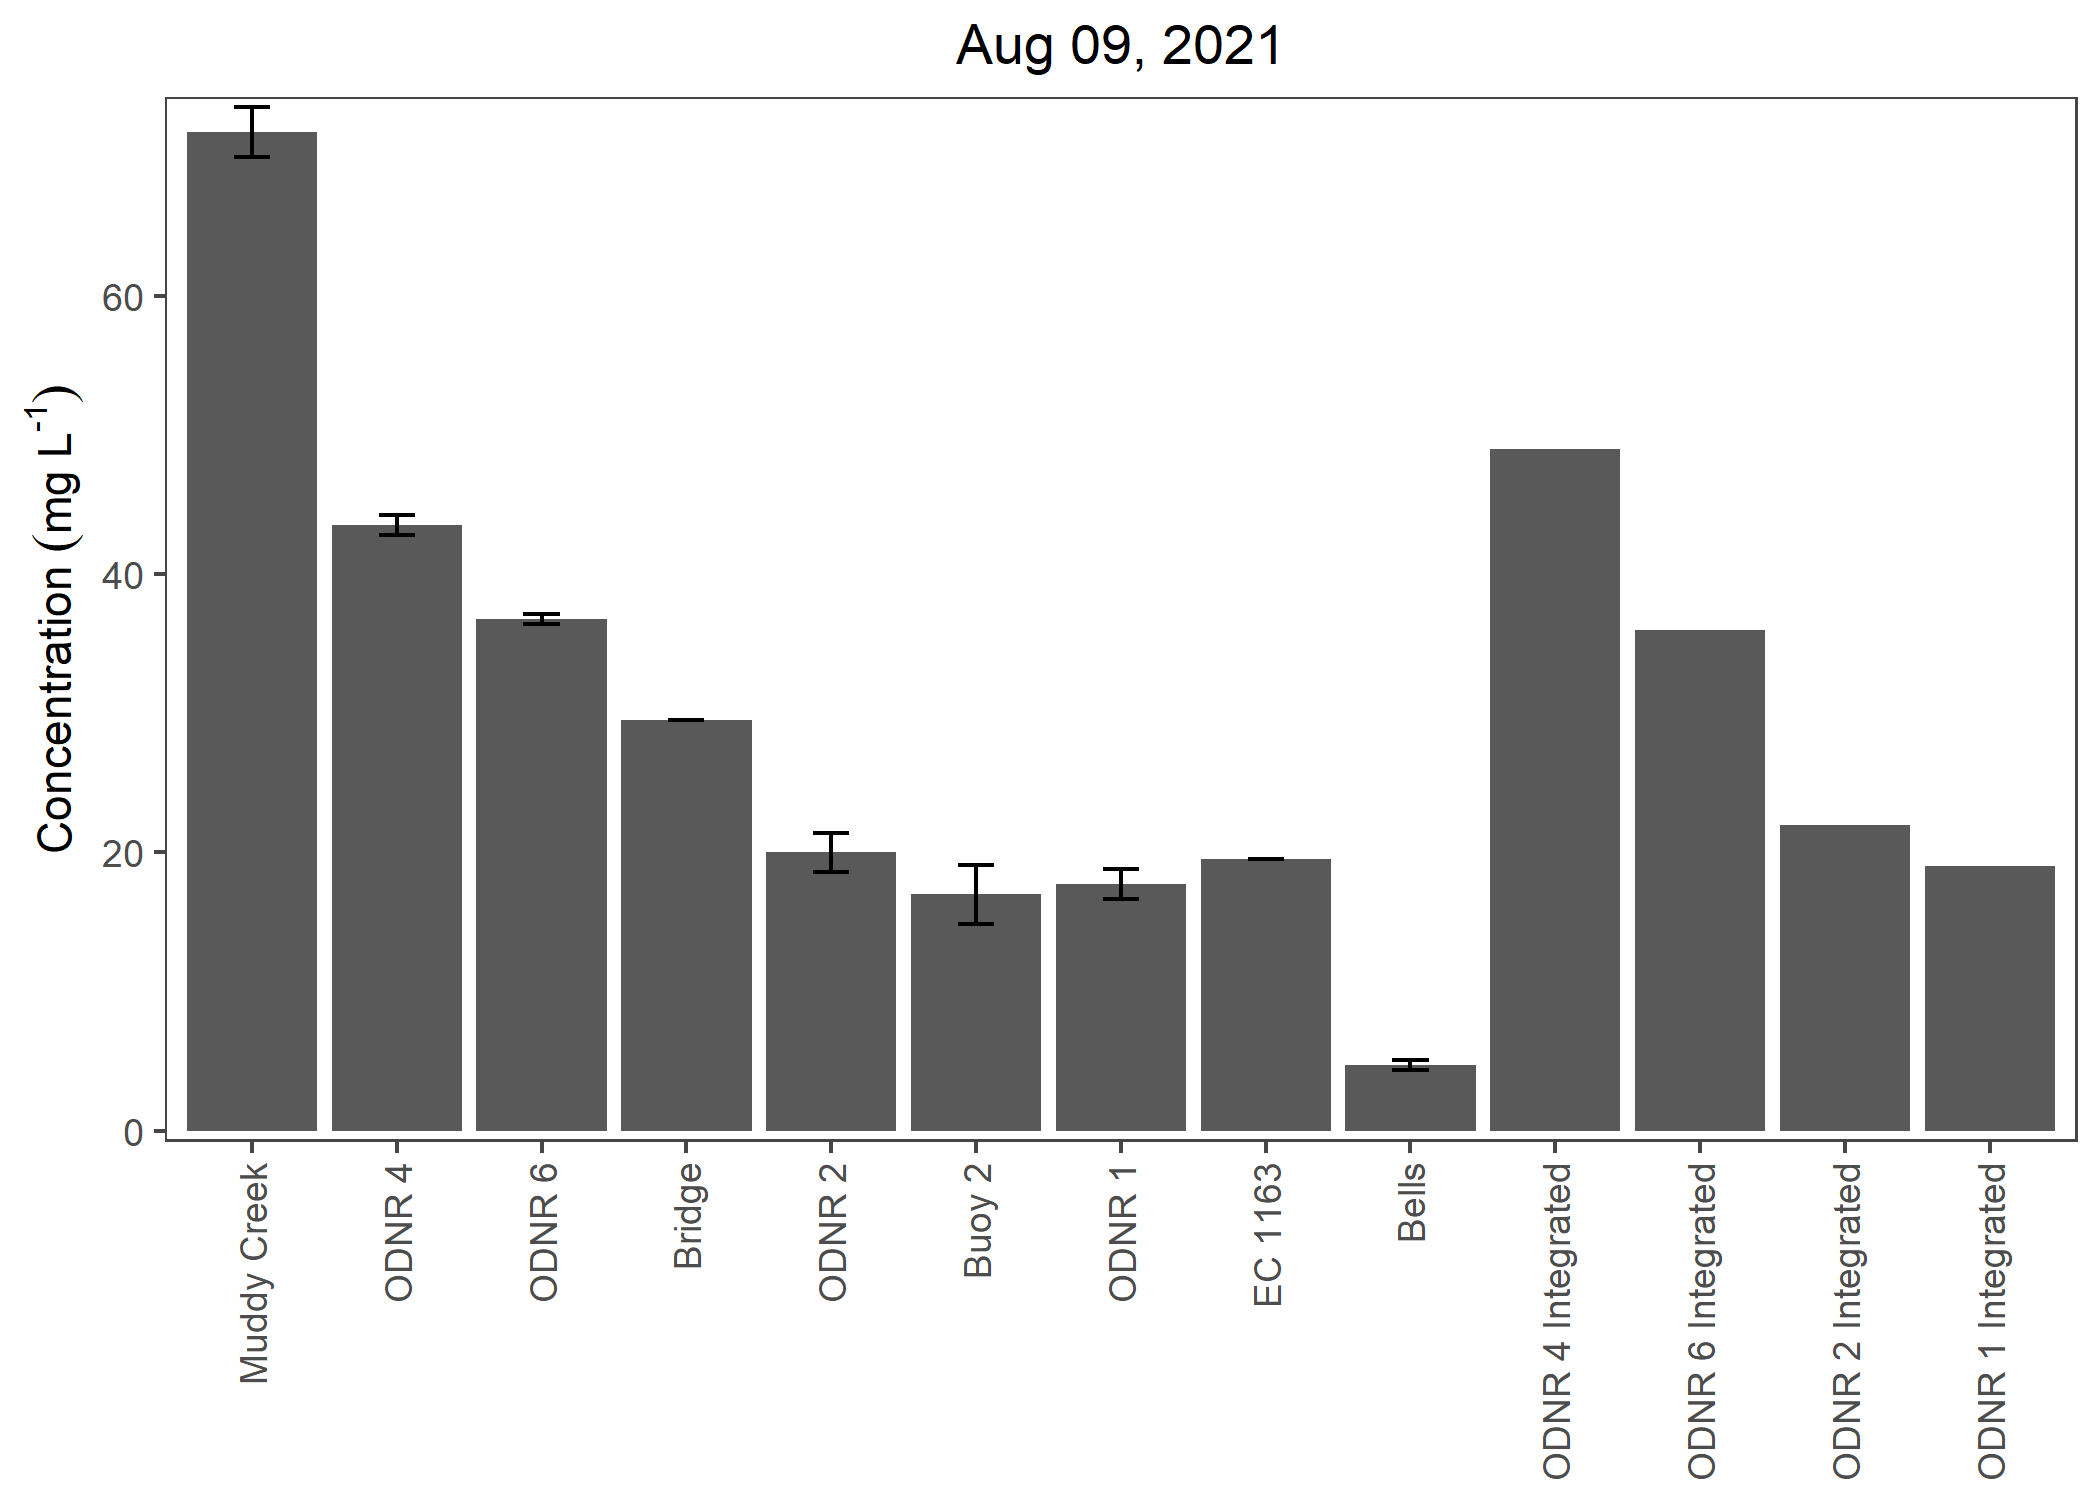 Aug 09, 2021
Concentration (mg L⁻¹)
60
40
20
0
Muddy Creek
ODNR 4
ODNR 6
Bridge
ODNR 2
Buoy 2
ODNR 1
EC 1163
Bells
ODNR 4 Integrated
ODNR 6 Integrated
ODNR 2 Integrated
ODNR 1 Integrated